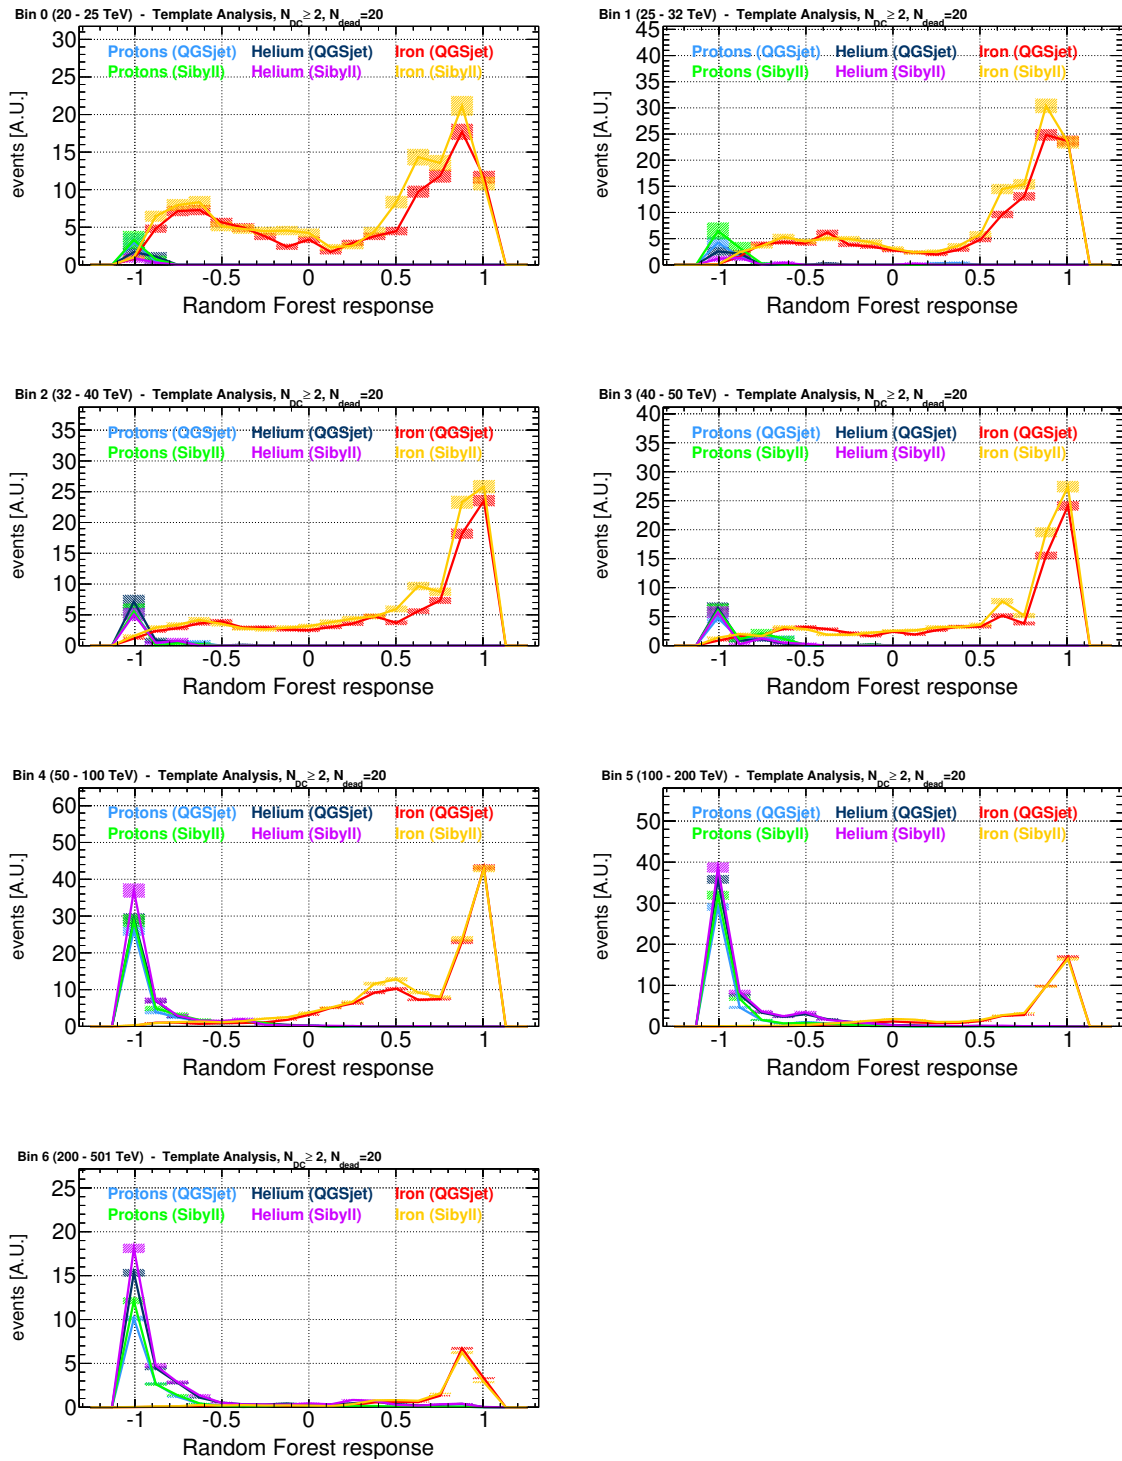 Bin 0 (20 - 25 TeV) - Template Analysis, N_DC ≥ 2, N_dead=20
Protons (QGSjet) Helium (QGSjet) Iron (QGSjet)
Protons (Sibyll) Helium (Sibyll) Iron (Sibyll)
events [A.U.]
30
25
20
15
10
5
0
-1 -0.5 0 0.5 1
Random Forest response
Bin 1 (25 - 32 TeV) - Template Analysis, N_DC ≥ 2, N_dead=20
Protons (QGSjet) Helium (QGSjet) Iron (QGSjet)
Protons (Sibyll) Helium (Sibyll) Iron (Sibyll)
events [A.U.]
45
40
35
30
25
20
15
10
5
0
-1 -0.5 0 0.5 1
Random Forest response
Bin 2 (32 - 40 TeV) - Template Analysis, N_DC ≥ 2, N_dead=20
Protons (QGSjet) Helium (QGSjet) Iron (QGSjet)
Protons (Sibyll) Helium (Sibyll) Iron (Sibyll)
events [A.U.]
35
30
25
20
15
10
5
0
-1 -0.5 0 0.5 1
Random Forest response
Bin 3 (40 - 50 TeV) - Template Analysis, N_DC ≥ 2, N_dead=20
Protons (QGSjet) Helium (QGSjet) Iron (QGSjet)
Protons (Sibyll) Helium (Sibyll) Iron (Sibyll)
events [A.U.]
40
35
30
25
20
15
10
5
0
-1 -0.5 0 0.5 1
Random Forest response
Bin 4 (50 - 100 TeV) - Template Analysis, N_DC ≥ 2, N_dead=20
Protons (QGSjet) Helium (QGSjet) Iron (QGSjet)
Protons (Sibyll) Helium (Sibyll) Iron (Sibyll)
events [A.U.]
60
50
40
30
20
10
0
-1 -0.5 0 0.5 1
Random Forest response
Bin 5 (100 - 200 TeV) - Template Analysis, N_DC ≥ 2, N_dead=20
Protons (QGSjet) Helium (QGSjet) Iron (QGSjet)
Protons (Sibyll) Helium (Sibyll) Iron (Sibyll)
events [A.U.]
50
40
30
20
10
0
-1 -0.5 0 0.5 1
Random Forest response
Bin 6 (200 - 501 TeV) - Template Analysis, N_DC ≥ 2, N_dead=20
Protons (QGSjet) Helium (QGSjet) Iron (QGSjet)
Protons (Sibyll) Helium (Sibyll) Iron (Sibyll)
events [A.U.]
25
20
15
10
5
0
-1 -0.5 0 0.5 1
Random Forest response